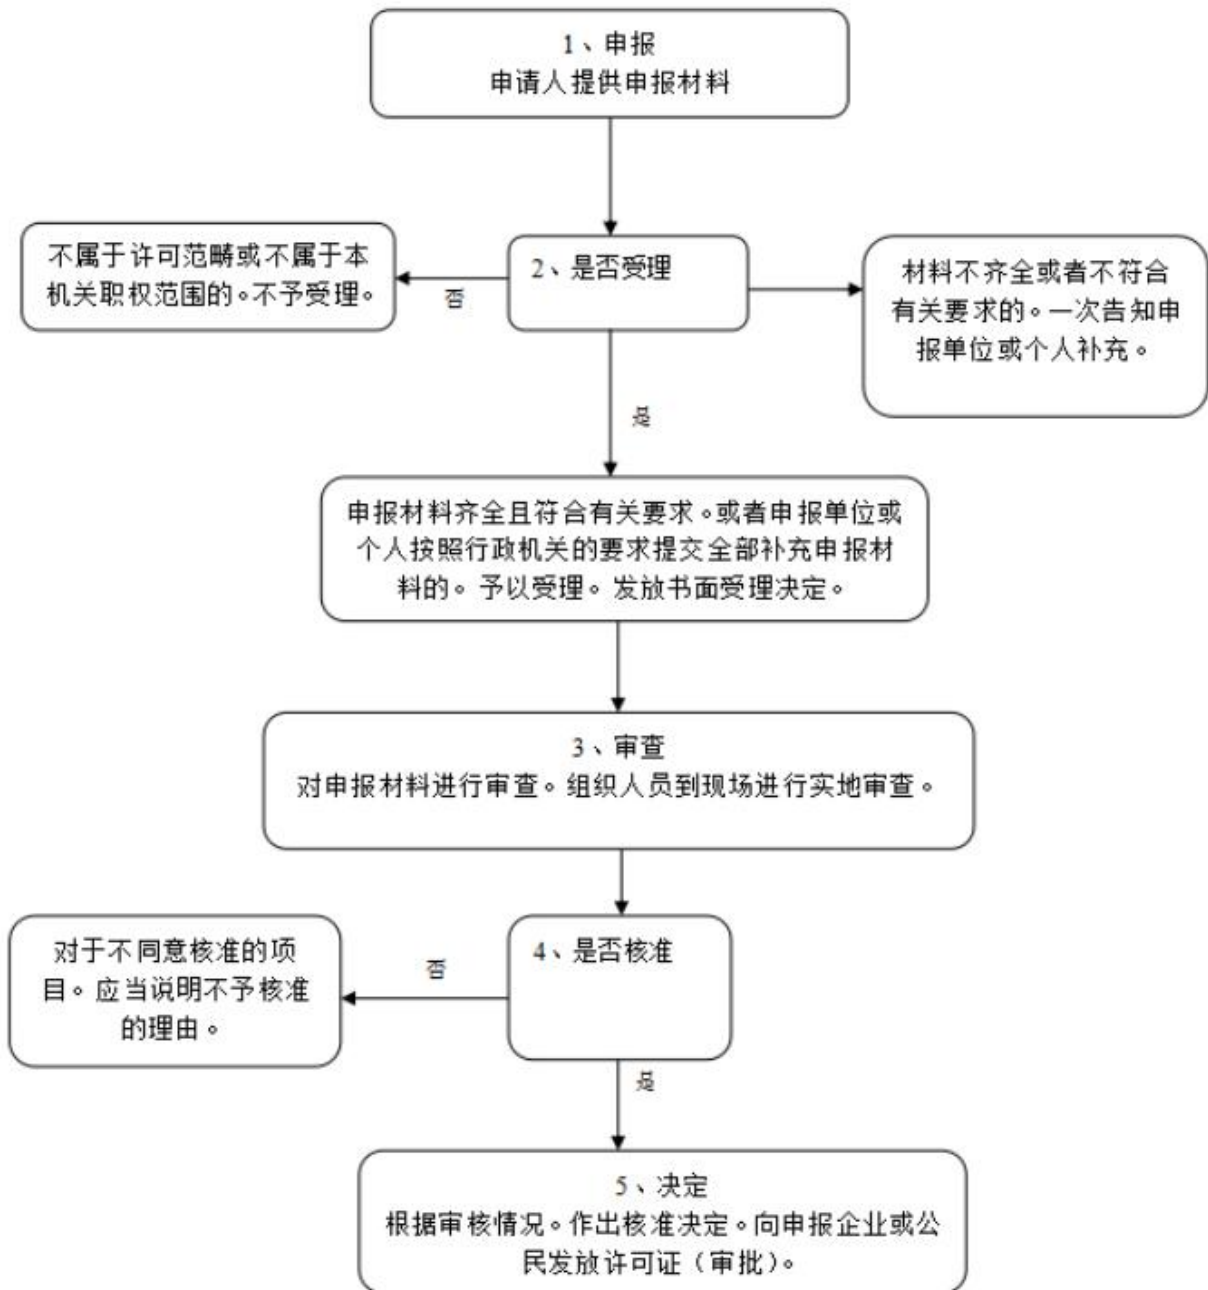 1、申报
申请人提供申报材料
不属于许可范畴或不属于本
机关职权范围的。不予受理。
否
2、是否受理
材料不齐全或者不符合
有关要求的。一次告知申
报单位或个人补充。
是
申报材料齐全且符合有关要求。或者申报单位或
个人按照行政机关的要求提交全部补充申报材
料的。予以受理。发放书面受理决定。
3、审查
对申报材料进行审查。组织人员到现场进行实地审查。
对于不同意核准的项
目。应当说明不予核准
的理由。
否
4、是否核准
是
5、决定
根据审核情况。作出核准决定。向申报企业或公
民发放许可证（审批）。